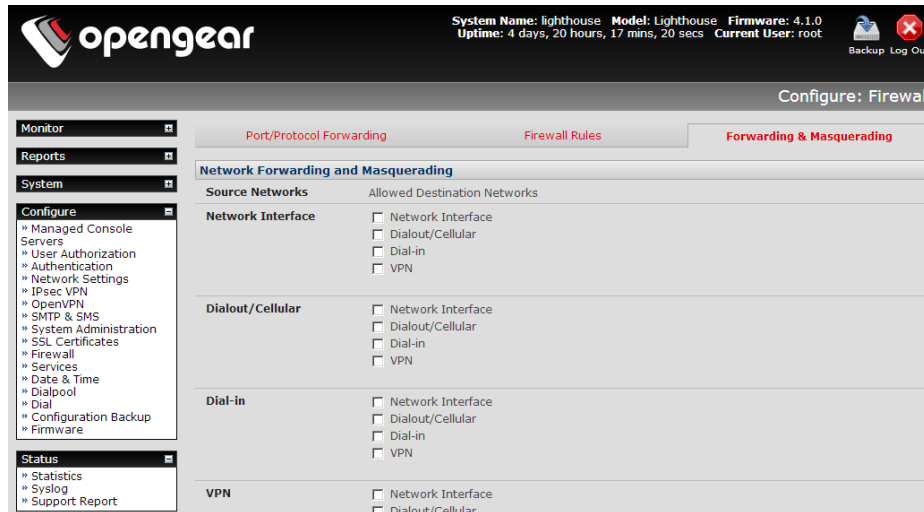 opengear
System Name: lighthouse Model: Lighthouse Firmware: 4.1.0
Uptime: 4 days, 20 hours, 17 mins, 20 secs Current User: root
Backup Log Ou
Configure: Firewal
Monitor
Reports
System
Configure
» Managed Console
Servers
» User Authorization
» Authentication
» Network Settings
» IPsec VPN
» OpenVPN
» SMTP & SMS
» System Administration
» SSL Certificates
» Firewall
» Services
» Date & Time
» Dialpool
» Dial
» Configuration Backup
» Firmware
Status
» Statistics
» Syslog
» Support Report
Port/Protocol Forwarding
Firewall Rules
Forwarding & Masquerading
Network Forwarding and Masquerading
Source Networks Allowed Destination Networks
Network Interface Network Interface
Dialout/Cellular
Dial-in
VPN
Dialout/Cellular Network Interface
Dialout/Cellular
Dial-in
VPN
Dial-in Network Interface
Dialout/Cellular
Dial-in
VPN
VPN Network Interface
Dialout/Cellular